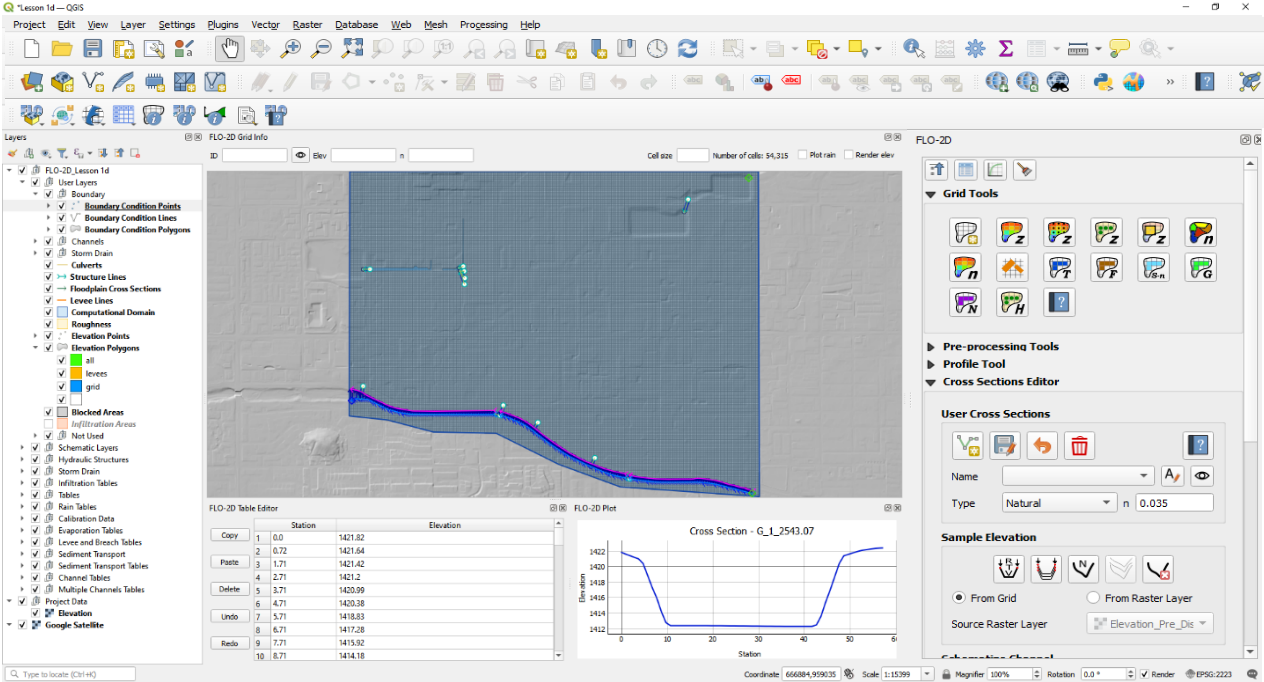 *Lesson 1d — QGIS
Project Edit View Layer Settings Plugins Vector Raster Database Web Mesh Processing Help
Layers
FLO-2D Grid Info
FLO-2D
ID
Elev
n
Cell size
Number of cells: 54,315
Plot rain
Render elev
FLO-2D_Lesson 1d
User Layers
Boundary
Boundary Condition Points
Boundary Condition Lines
Boundary Condition Polygons
Channels
Storm Drain
Culverts
Structure Lines
Floodplain Cross Sections
Levee Lines
Computational Domain
Roughness
Elevation Points
Elevation Polygons
all
levees
grid
Blocked Areas
Infiltration Areas
Not Used
Schematic Layers
Hydraulic Structures
Storm Drain
Infiltration Tables
Tables
Rain Tables
Calibration Data
Evaporation Tables
Levee and Breach Tables
Sediment Transport
Sediment Transport Tables
Channel Tables
Multiple Channels Tables
Project Data
Elevation
Google Satellite
FLO-2D Table Editor
Copy
Paste
Delete
Undo
Redo
Station Elevation
1 0.0 1421.82
2 0.72 1421.64
3 1.71 1421.42
4 2.71 1421.2
5 3.71 1420.99
6 4.71 1420.38
7 5.71 1418.83
8 6.71 1417.28
9 7.71 1415.92
10 8.71 1414.18
FLO-2D Plot
Cross Section - G_1_2543.07
Elevation
1422
1420
1418
1416
1414
1412
0 10 20 30 40 50
Station
Grid Tools
Pre-processing Tools
Profile Tool
Cross Sections Editor
User Cross Sections
Name
Type Natural n 0.035
Sample Elevation
From Grid From Raster Layer
Source Raster Layer Elevation_Pre_Dis
Schematize Channel
Type to locate (Ctrl+K)
Coordinate 666884,959035 Scale 1:15399 Magnifier 100% Rotation 0.0 ° Render EPSG:2223